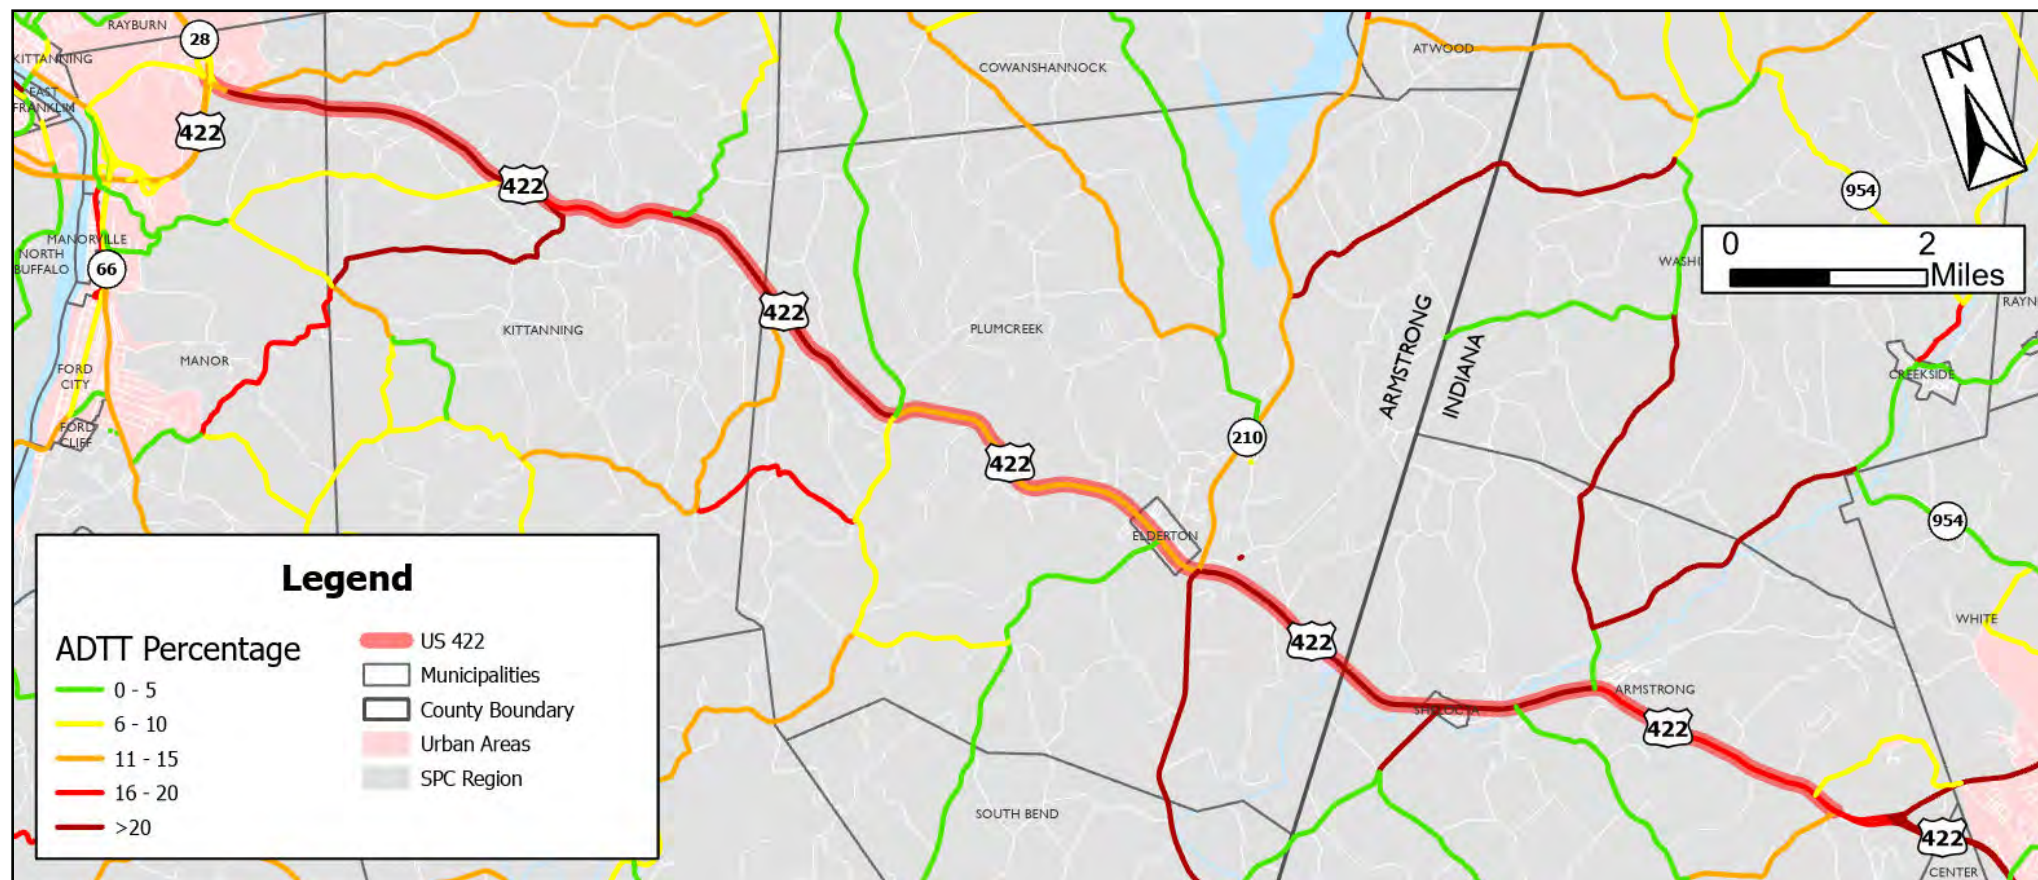 RAYBURN
28
KITTANNING
EAST
FRANKLIN
422
COWANSHANNOCK
ATWOOD
N
954
0 2
Miles
422
MANORVILLE
NORTH
BUFFALO
66
422
KITTANNING
PLUMCREEK
MANOR
FORD
CITY
FORD
CLIFF
ARMSTRONG
INDIANA
CREEKSIDE
210
422
954
ELDERTON
Legend
ADTT Percentage
0 - 5
6 - 10
11 - 15
16 - 20
>20
US 422
Municipalities
County Boundary
Urban Areas
SPC Region
422
WHITE
ARMSTRONG
422
SOUTH BEND
422
CENTER